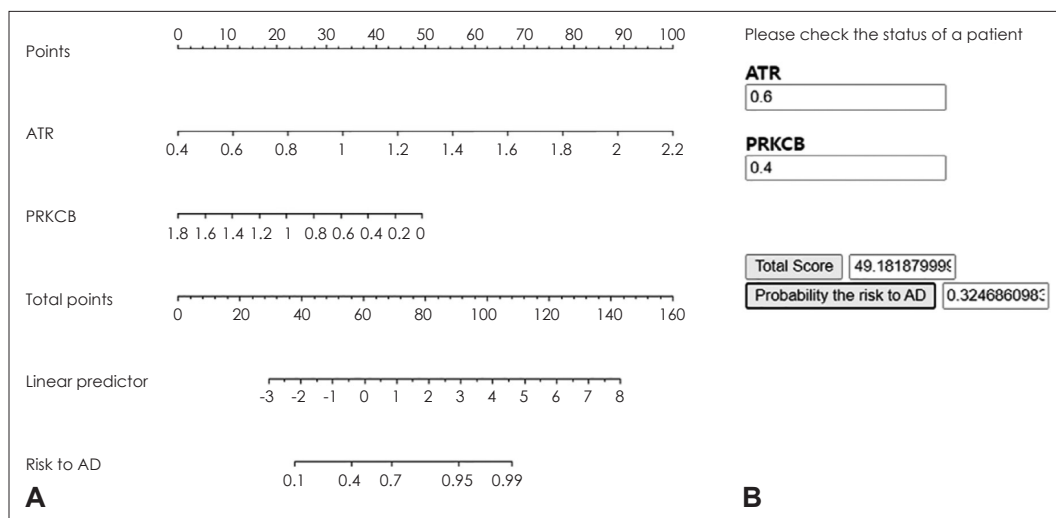 Points
0 10 20 30 40 50 60 70 80 90 100
ATR
0.4 0.6 0.8 1 1.2 1.4 1.6 1.8 2 2.2
PRKCB
1.8 1.6 1.4 1.2 1 0.8 0.6 0.4 0.2 0
Total points
0 20 40 60 80 100 120 140 160
Linear predictor
-3 -2 -1 0 1 2 3 4 5 6 7 8
Risk to AD
0.1 0.4 0.7 0.95 0.99
A
Please check the status of a patient
ATR
0.6
PRKCB
0.4
Total Score 49.181879999
Probability the risk to AD 0.3246860983
B